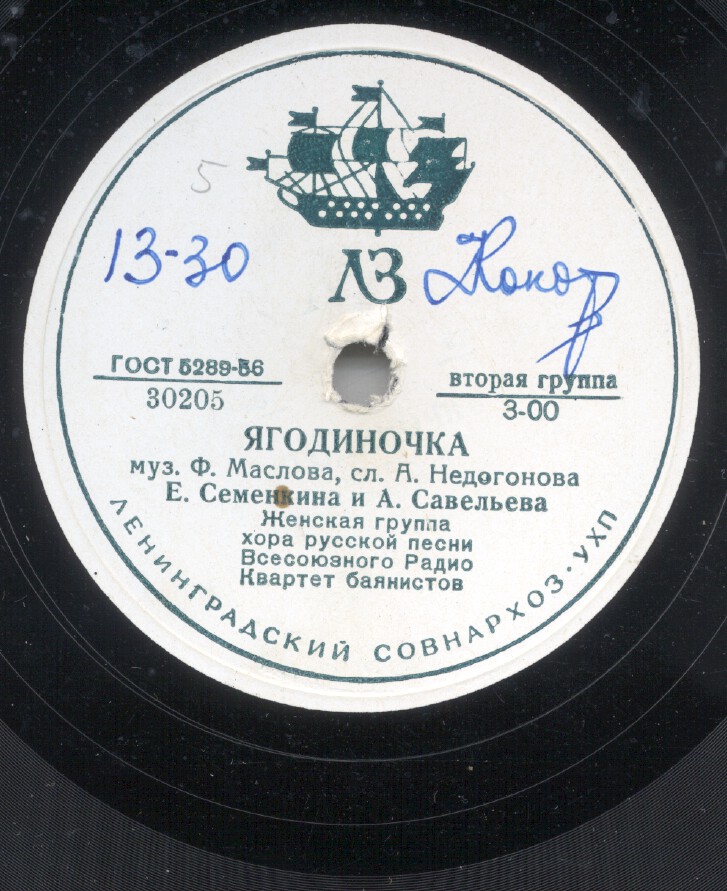 5
ЛЗ
13-30
ГОСТ 5289-56
30205
вторая группа
3-00
ЯГОДИНОЧКА
муз. Ф. Маслова, сл. А. Недогонова
Е. Семенкина и А. Савельева
Женская группа
хора русской песни
Всесоюзного Радио
Квартет баянистов
ЛЕНИНГРАДСКИЙ СОВНАРХОЗ · УХП